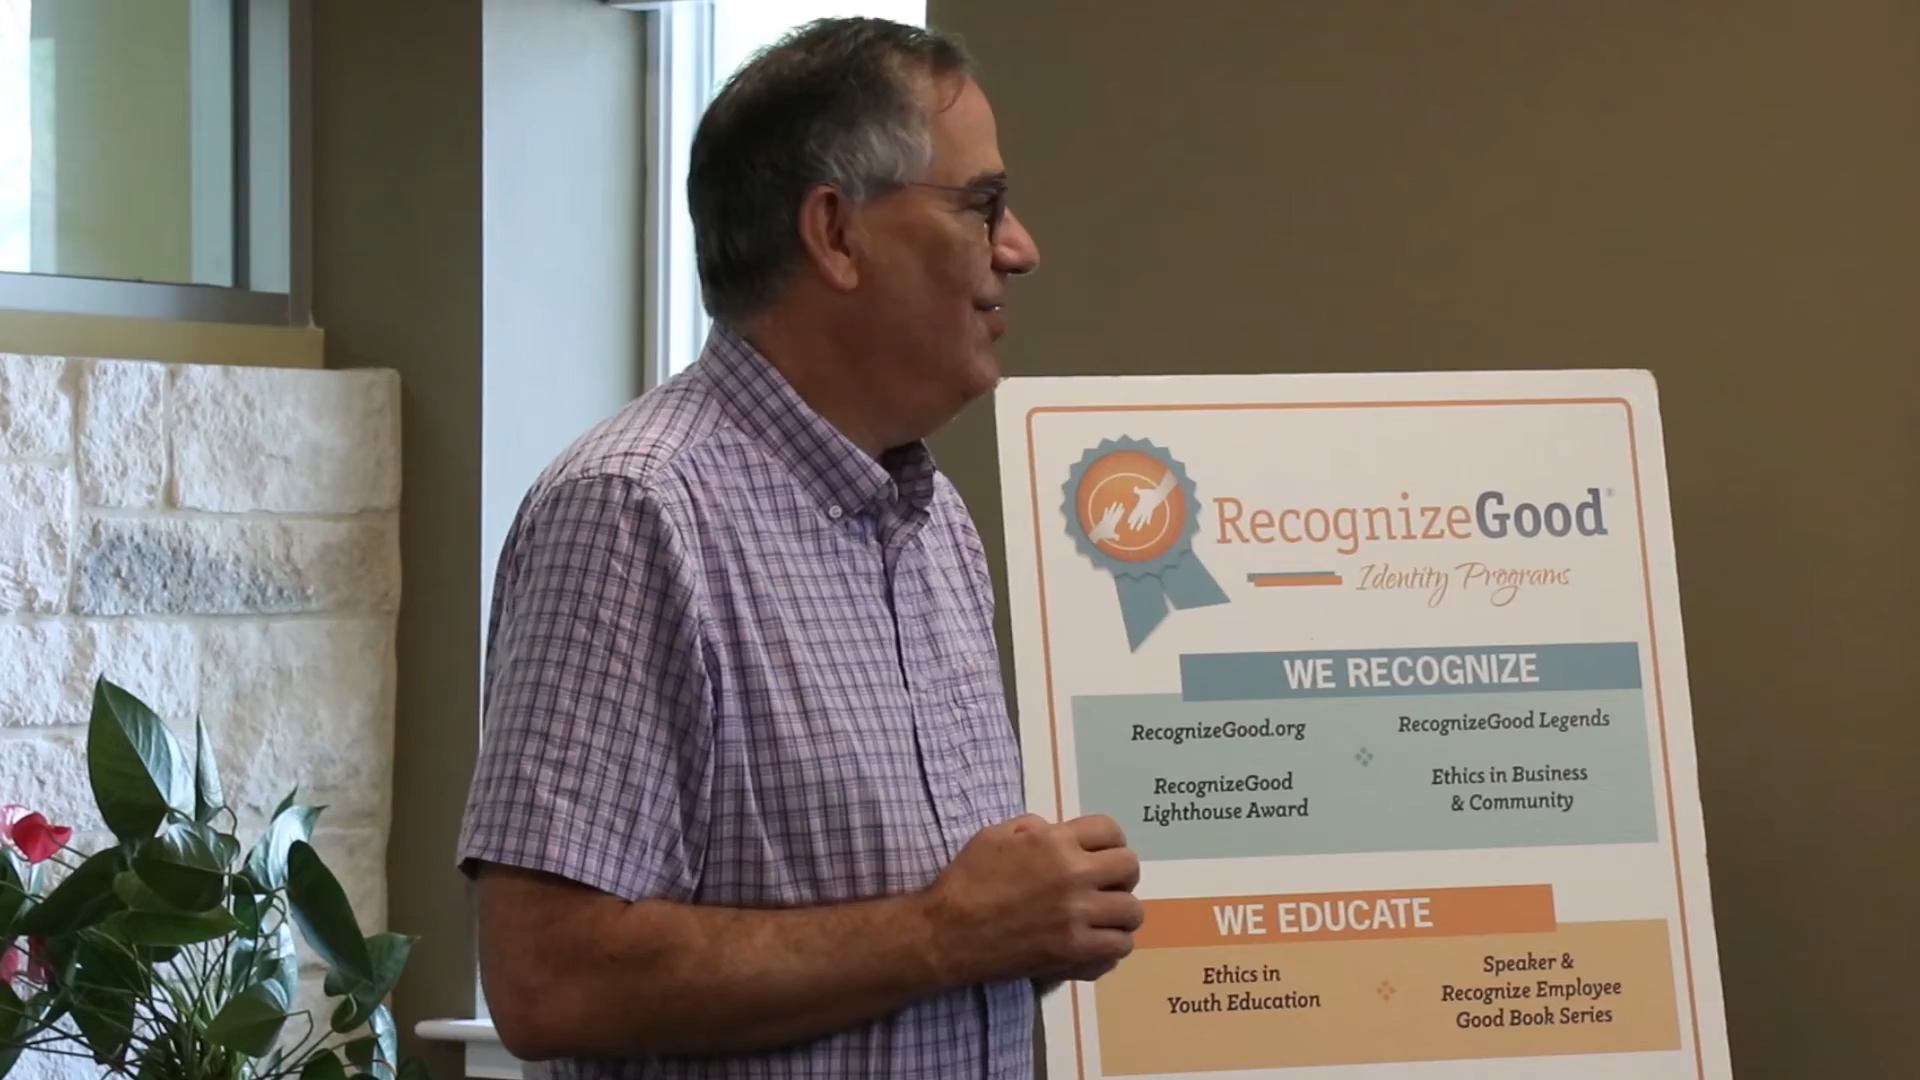 RecognizeGood®
Identity Programs
WE RECOGNIZE
RecognizeGood.org
RecognizeGood Legends
RecognizeGood
Lighthouse Award
Ethics in Business
& Community
WE EDUCATE
Ethics in
Youth Education
Speaker &
Recognize Employee
Good Book Series